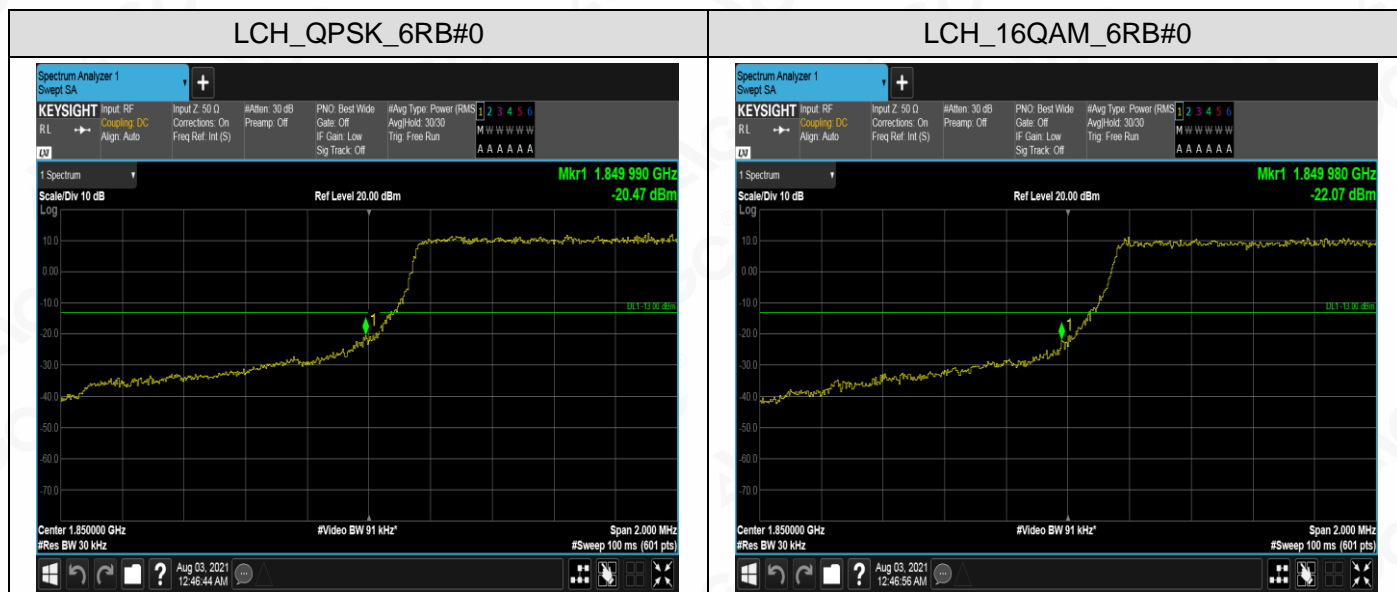 LCH_QPSK_6RB#0
Spectrum Analyzer 1
Swept SA
+
KEYSIGHT
RL
LXI
Input: RF
Coupling: DC
Align: Auto
Input Z: 50 Ω
Corrections: On
Freq Ref: Int (S)
#Atten: 30 dB
Preamp: Off
PNO: Best Wide
Gate: Off
IF Gain: Low
Sig Track: Off
#Avg Type: Power (RMS
Avg|Hold: 30/30
Trig: Free Run
1 2 3 4 5 6
M W W W W W
A A A A A A
1 Spectrum
Scale/Div 10 dB
Ref Level 20.00 dBm
Mkr1 1.849 990 GHz
-20.47 dBm
Log
10.0
0.00
-10.0
-20.0
-30.0
-40.0
-50.0
-60.0
-70.0
DL1 -13.00 dBm
1
Center 1.850000 GHz
#Res BW 30 kHz
#Video BW 91 kHz*
Span 2.000 MHz
#Sweep 100 ms (601 pts)
?
Aug 03, 2021
12:46:44 AM
LCH_16QAM_6RB#0
Spectrum Analyzer 1
Swept SA
+
KEYSIGHT
RL
LXI
Input: RF
Coupling: DC
Align: Auto
Input Z: 50 Ω
Corrections: On
Freq Ref: Int (S)
#Atten: 30 dB
Preamp: Off
PNO: Best Wide
Gate: Off
IF Gain: Low
Sig Track: Off
#Avg Type: Power (RMS
Avg|Hold: 30/30
Trig: Free Run
1 2 3 4 5 6
M W W W W W
A A A A A A
1 Spectrum
Scale/Div 10 dB
Ref Level 20.00 dBm
Mkr1 1.849 980 GHz
-22.07 dBm
Log
10.0
0.00
-10.0
-20.0
-30.0
-40.0
-50.0
-60.0
-70.0
DL1 -13.00 dBm
1
Center 1.850000 GHz
#Res BW 30 kHz
#Video BW 91 kHz*
Span 2.000 MHz
#Sweep 100 ms (601 pts)
?
Aug 03, 2021
12:46:56 AM